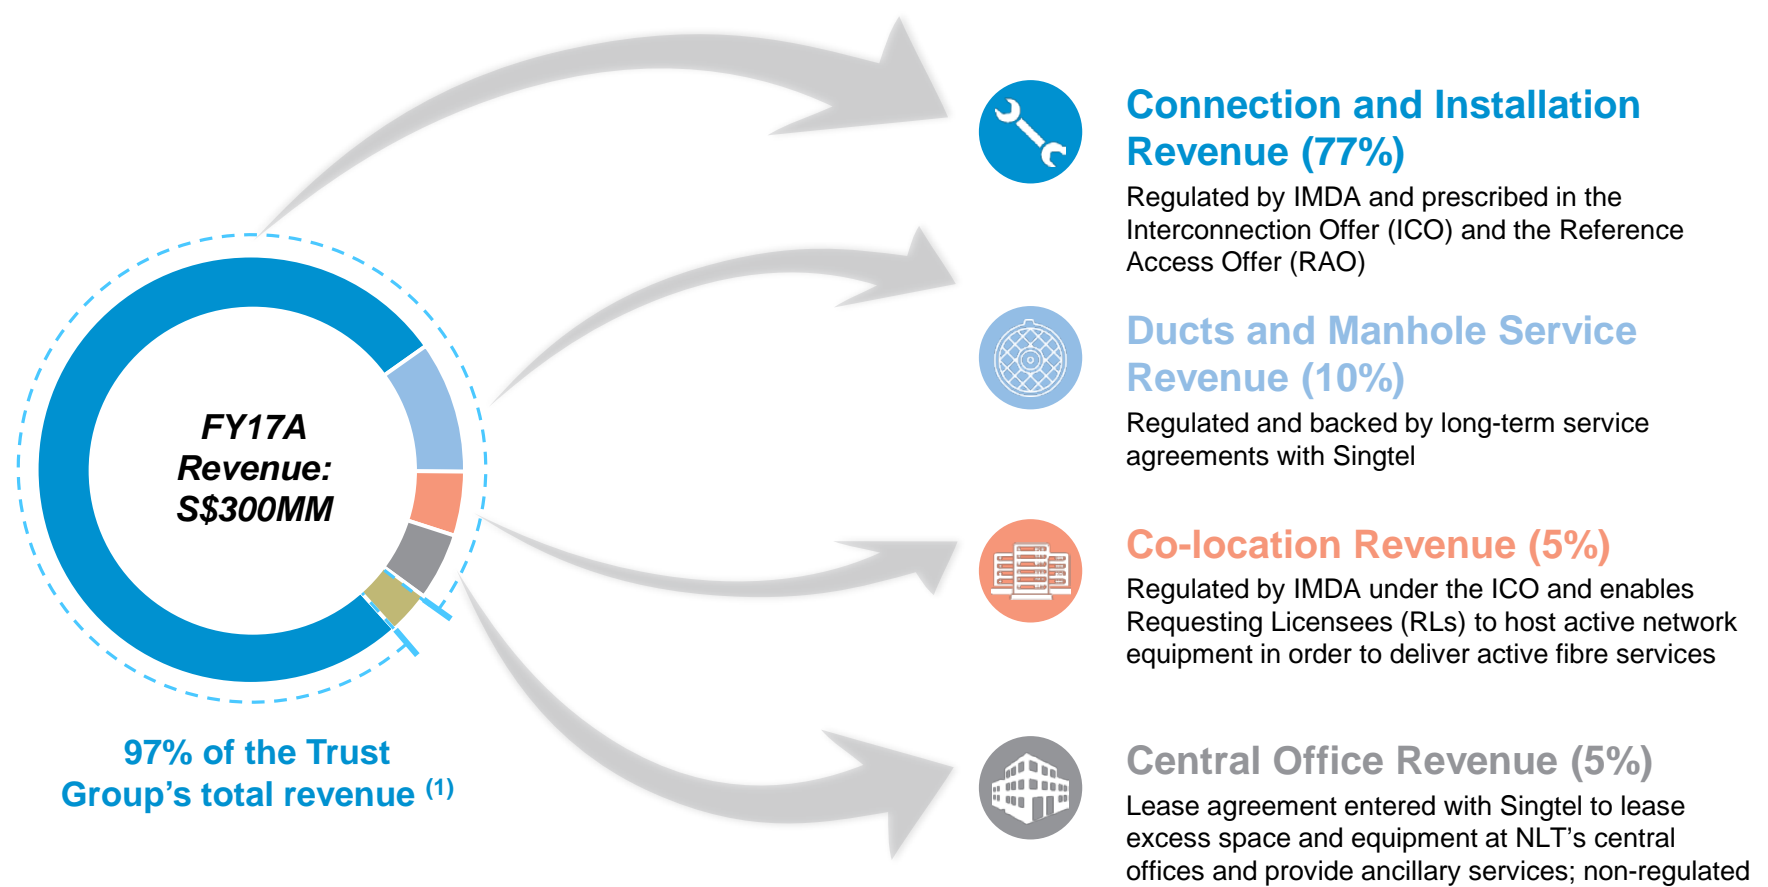 FY17A
Revenue:
S$300MM
97% of the Trust
Group’s total revenue (1)
Connection and Installation
Revenue (77%)
Regulated by IMDA and prescribed in the
Interconnection Offer (ICO) and the Reference
Access Offer (RAO)
Ducts and Manhole Service
Revenue (10%)
Regulated and backed by long-term service
agreements with Singtel
Co-location Revenue (5%)
Regulated by IMDA under the ICO and enables
Requesting Licensees (RLs) to host active network
equipment in order to deliver active fibre services
Central Office Revenue (5%)
Lease agreement entered with Singtel to lease
excess space and equipment at NLT’s central
offices and provide ancillary services; non-regulated